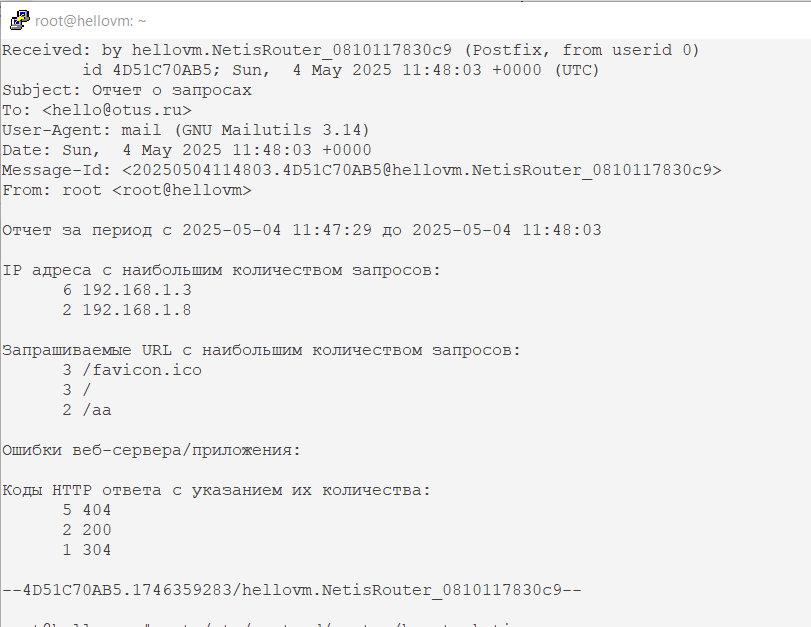 root@hellovm: ~
Received: by hellovm.NetisRouter_0810117830c9 (Postfix, from userid 0)
id 4D51C70AB5; Sun,  4 May 2025 11:48:03 +0000 (UTC)
Subject: Отчет о запросах
To: <hello@otus.ru>
User-Agent: mail (GNU Mailutils 3.14)
Date: Sun,  4 May 2025 11:48:03 +0000
Message-Id: <20250504114803.4D51C70AB5@hellovm.NetisRouter_0810117830c9>
From: root <root@hellovm>
Отчет за период с 2025-05-04 11:47:29 до 2025-05-04 11:48:03
IP адреса с наибольшим количеством запросов:
6 192.168.1.3
2 192.168.1.8
Запрашиваемые URL с наибольшим количеством запросов:
3 /favicon.ico
3 /
2 /aa
Ошибки веб-сервера/приложения:
Коды HTTP ответа с указанием их количества:
5 404
2 200
1 304
--4D51C70AB5.1746359283/hellovm.NetisRouter_0810117830c9--